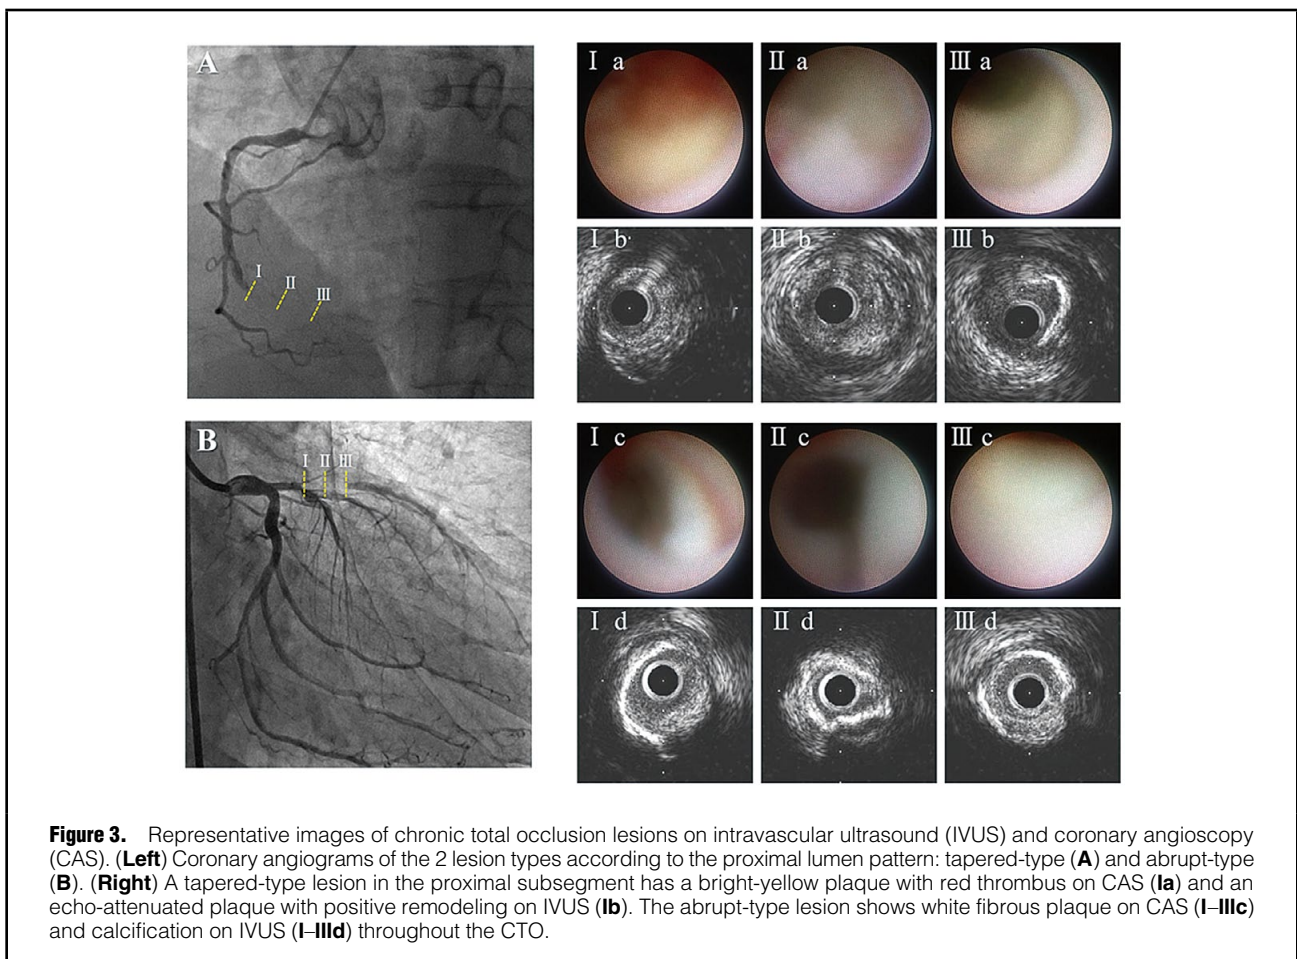 A
I
II
III
I a
II a
III a
I b
II b
III b
B
I II III
I c
II c
III c
I d
II d
III d
Figure 3. Representative images of chronic total occlusion lesions on intravascular ultrasound (IVUS) and coronary angioscopy
(CAS). (Left) Coronary angiograms of the 2 lesion types according to the proximal lumen pattern: tapered-type (A) and abrupt-type
(B). (Right) A tapered-type lesion in the proximal subsegment has a bright-yellow plaque with red thrombus on CAS (Ia) and an
echo-attenuated plaque with positive remodeling on IVUS (Ib). The abrupt-type lesion shows white fibrous plaque on CAS (I–IIIc)
and calcification on IVUS (I–IIId) throughout the CTO.